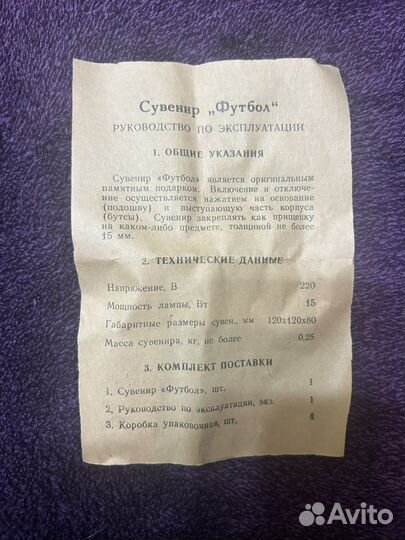 Сувенир „Футбол“
РУКОВОДСТВО ПО ЭКСПЛУАТАЦИИ
1. ОБЩИЕ УКАЗАНИЯ
Сувенир «Футбол» является оригинальным
памятным подарком. Включение и отключе-
ние осуществляется нажатием на основание
(подошву) и выступающую часть корпуса
(бутсы). Сувенир закреплять как прищепку
на каком-либо предмете, толщиной не более
15 мм.
2. ТЕХНИЧЕСКИЕ ДАННЫЕ
Напряжение, В 220
Мощность лампы, Вт 15
Габаритные размеры сувен., мм 120х120х80
Масса сувенира, кг, не более 0,25
3. КОМПЛЕКТ ПОСТАВКИ
1. Сувенир «Футбол», шт. 1
2. Руководство по эксплуатации, экз. 1
3. Коробка упаковочная, шт. 1
Avito